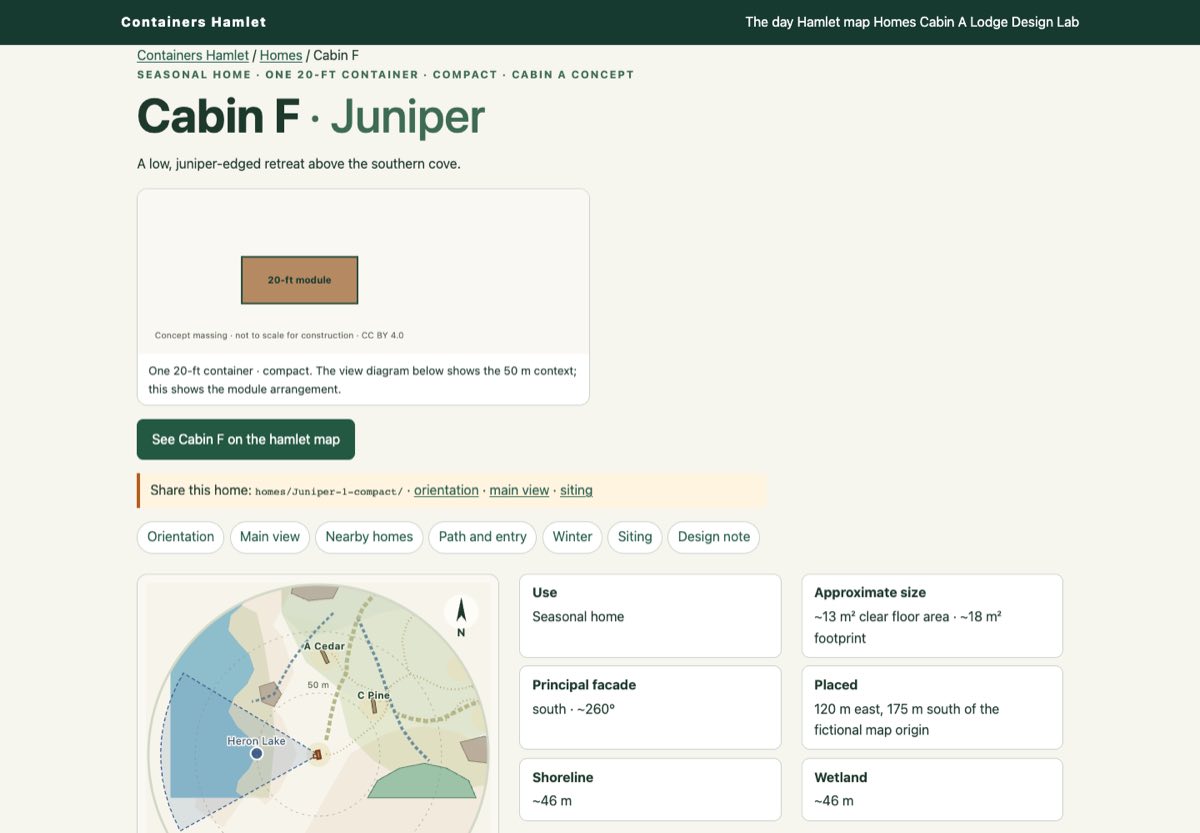 Containers Hamlet
The day Hamlet map Homes Cabin A Lodge Design Lab
Containers Hamlet / Homes / Cabin F
SEASONAL HOME · ONE 20-FT CONTAINER · COMPACT · CABIN A CONCEPT
Cabin F · Juniper
A low, juniper-edged retreat above the southern cove.
20-ft module
Concept massing · not to scale for construction · CC BY 4.0
One 20-ft container · compact. The view diagram below shows the 50 m context;
this shows the module arrangement.
See Cabin F on the hamlet map
Share this home: homes/Juniper-1-compact/ · orientation · main view · siting
Orientation
Main view
Nearby homes
Path and entry
Winter
Siting
Design note
N
A Cedar
50 m
C Pine
Heron Lake
Use
Seasonal home
Approximate size
~13 m² clear floor area · ~18 m²
footprint
Principal facade
south · ~260°
Placed
120 m east, 175 m south of the
fictional map origin
Shoreline
~46 m
Wetland
~46 m